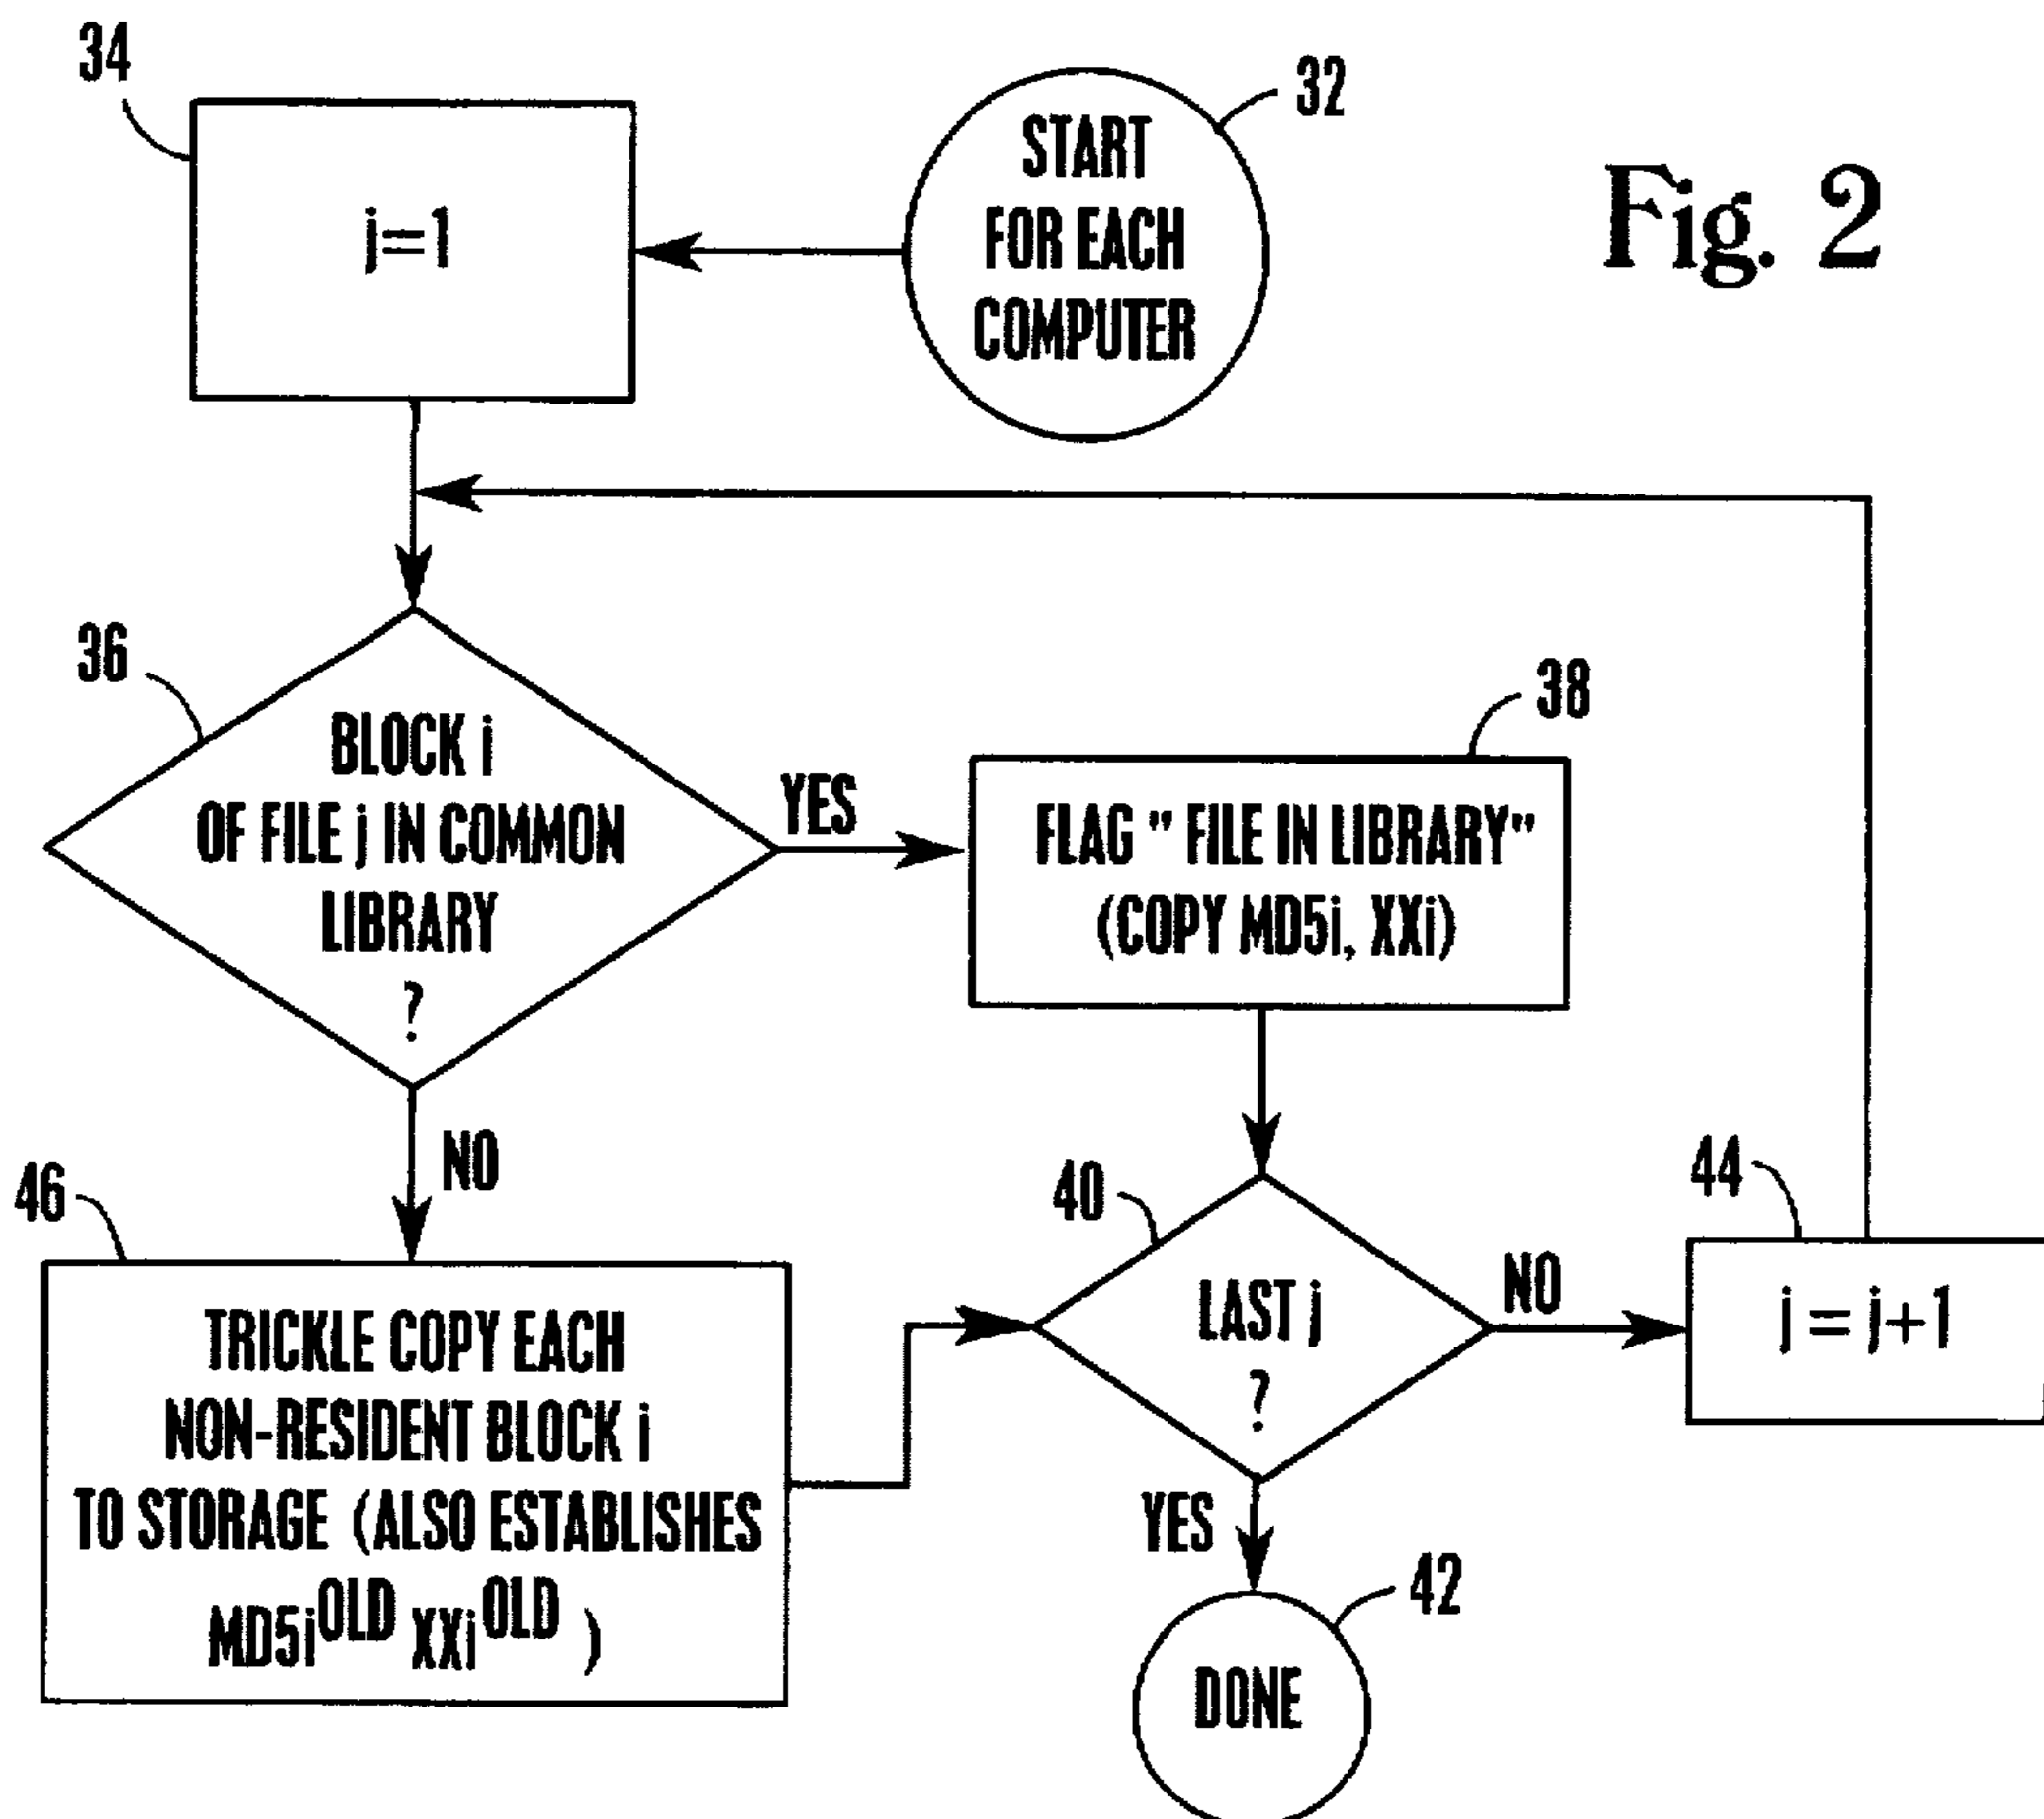 Fig. 2
32
START
FOR EACH
COMPUTER
34
j=1
36
BLOCK i
OF FILE j IN COMMON
LIBRARY
?
YES
NO
38
FLAG " FILE IN LIBRARY"
(COPY MD5i, XXi)
46
TRICKLE COPY EACH
NON-RESIDENT BLOCK i
TO STORAGE (ALSO ESTABLISHES
MD5i^OLD XXi^OLD )
40
LAST j
?
NO
YES
44
j = j+1
42
DONE